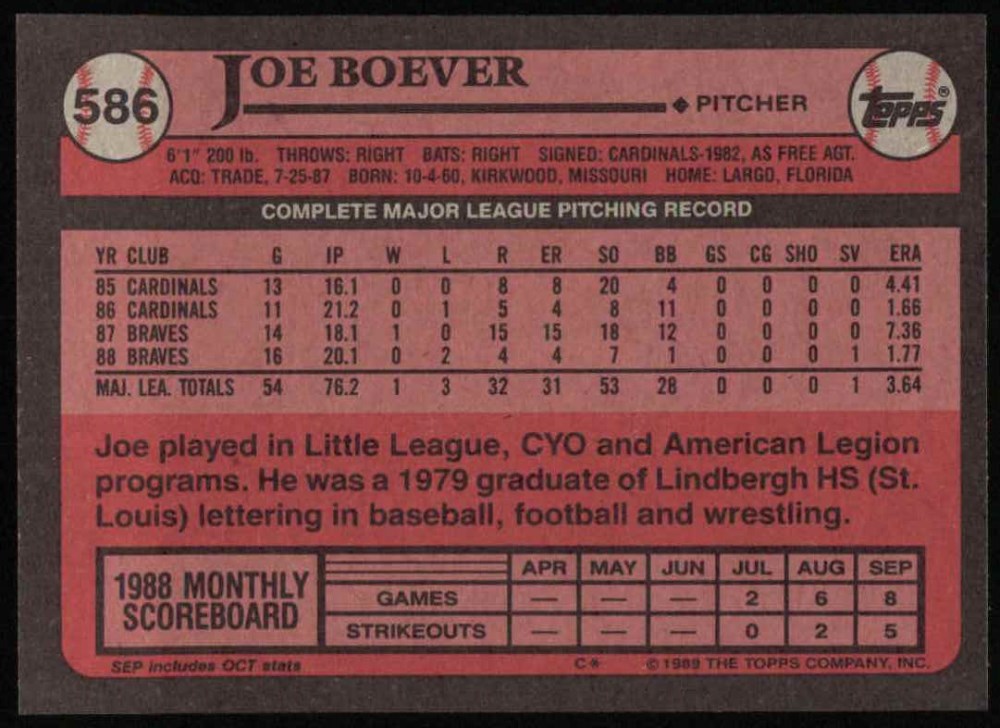 586
JOE BOEVER
◆ PITCHER
TOPPS®
6'1" 200 lb. THROWS: RIGHT BATS: RIGHT SIGNED: CARDINALS-1982, AS FREE AGT.
ACQ: TRADE, 7-25-87 BORN: 10-4-60, KIRKWOOD, MISSOURI HOME: LARGO, FLORIDA
COMPLETE MAJOR LEAGUE PITCHING RECORD
YR CLUB G IP W L R ER SO BB GS CG SHO SV ERA
85 CARDINALS 13 16.1 0 0 8 8 20 4 0 0 0 0 4.41
86 CARDINALS 11 21.2 0 1 5 4 8 11 0 0 0 0 1.66
87 BRAVES 14 18.1 1 0 15 15 18 12 0 0 0 0 7.36
88 BRAVES 16 20.1 0 2 4 4 7 1 0 0 0 1 1.77
MAJ. LEA. TOTALS 54 76.2 1 3 32 31 53 28 0 0 0 1 3.64
Joe played in Little League, CYO and American Legion
programs. He was a 1979 graduate of Lindbergh HS (St.
Louis) lettering in baseball, football and wrestling.
1988 MONTHLY
SCOREBOARD
APR MAY JUN JUL AUG SEP
GAMES — — — 2 6 8
STRIKEOUTS — — — 0 2 5
SEP includes OCT stats C* © 1989 THE TOPPS COMPANY, INC.